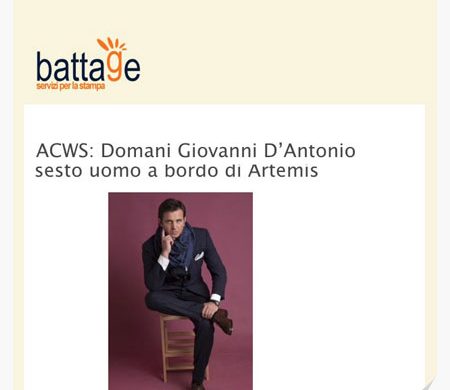 battage
servizi per la stampa
ACWS: Domani Giovanni D’Antonio
sesto uomo a bordo di Artemis